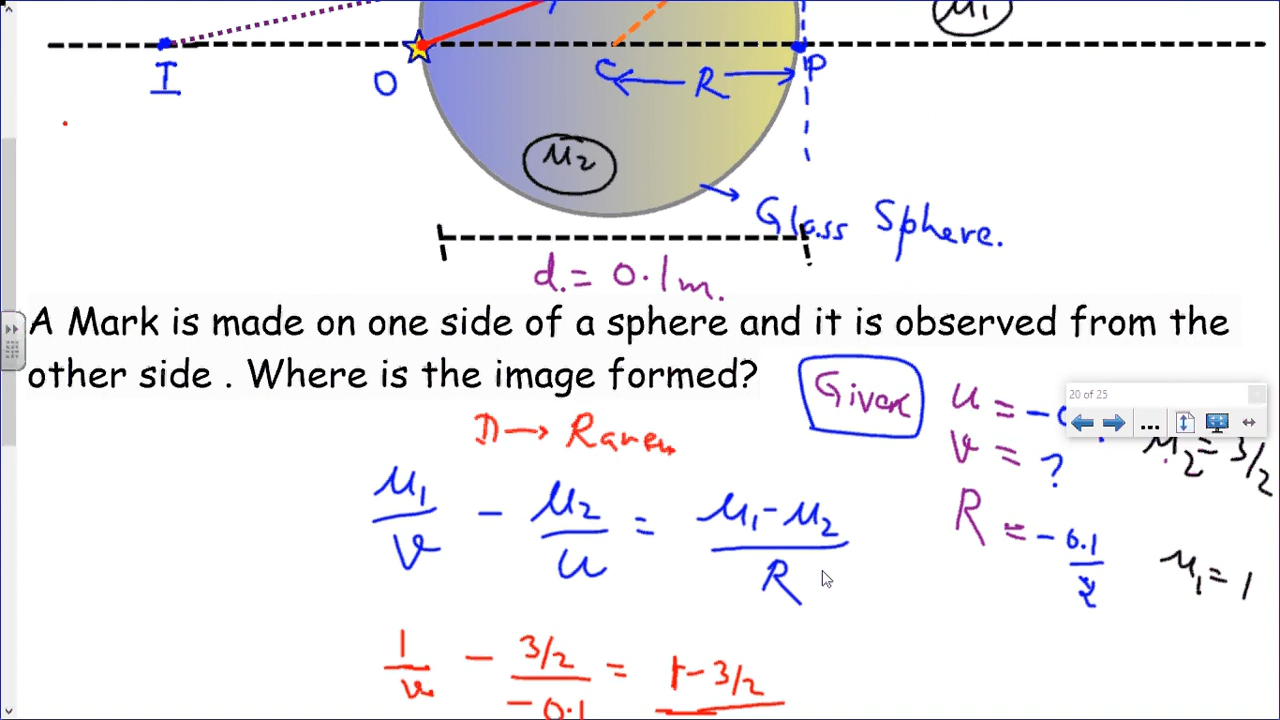 μ₁
I
O
C
R
P
μ₂
Glass Sphere.
d = 0.1m.
A Mark is made on one side of a sphere and it is observed from the
other side . Where is the image formed?
Given
u = -0
20 of 25
v = ?
μ₂ = 3/2
D → Rarer
μ₁/v - μ₂/u = μ₁-μ₂/R
R = -0.1/2
μ₁ = 1
1/v - 3/2/-0.1 = 1-3/2